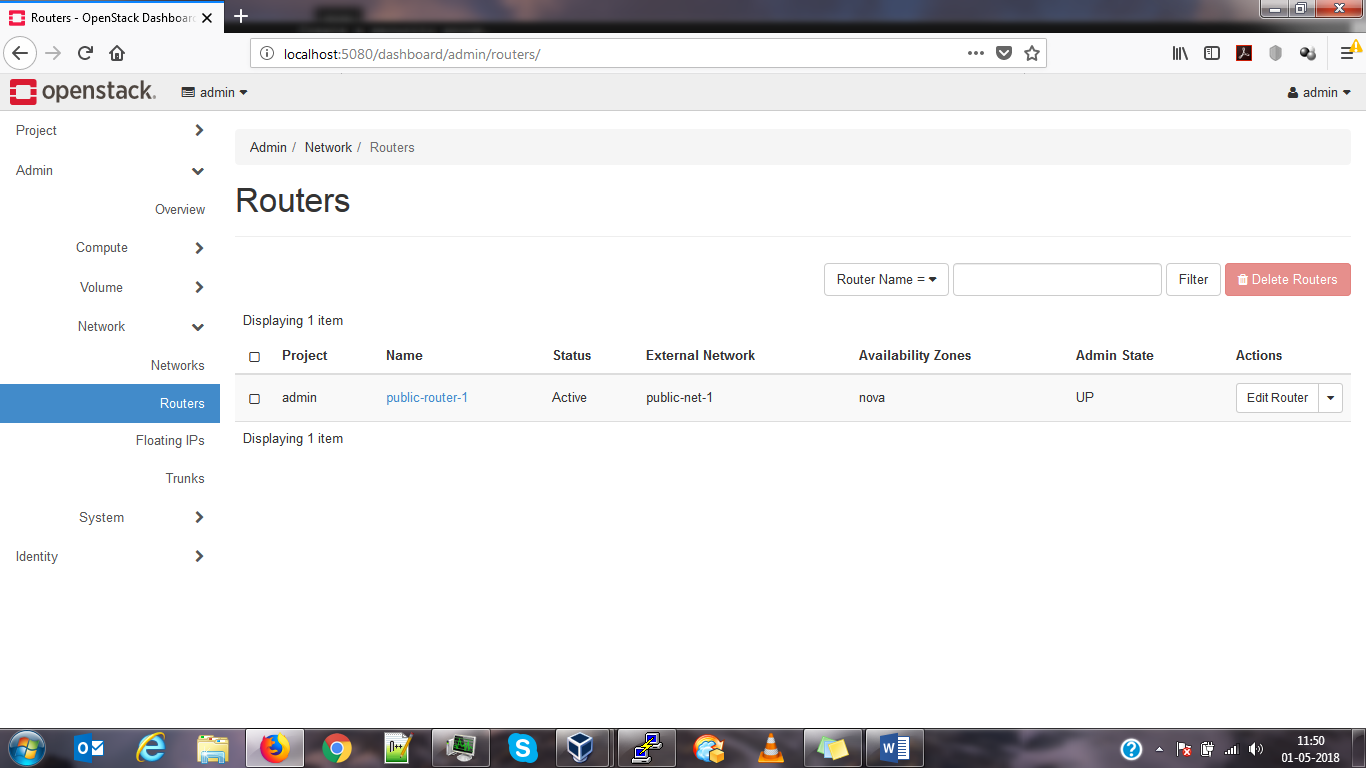 Routers - OpenStack Dashboard
localhost:5080/dashboard/admin/routers/
openstack.
admin
admin
Project
Admin
Overview
Compute
Volume
Network
Networks
Routers
Floating IPs
Trunks
System
Identity
Admin / Network / Routers
Routers
Router Name = Filter Delete Routers
Displaying 1 item
Project Name Status External Network Availability Zones Admin State Actions
admin public-router-1 Active public-net-1 nova UP Edit Router
Displaying 1 item
11:50
01-05-2018